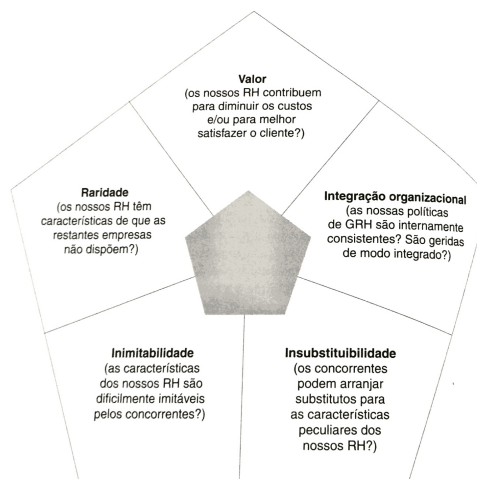 Valor
(os nossos RH contribuem
para diminuir os custos
e/ou para melhor
satisfazer o cliente?)
Raridade
(os nossos RH têm
características de que as
restantes empresas
não dispõem?)
Integração organizacional
(as nossas políticas
de GRH são internamente
consistentes? São geridas
de modo integrado?)
Inimitabilidade
(as características
dos nossos RH são
dificilmente imitáveis
pelos concorrentes?)
Insubstituibilidade
(os concorrentes
podem arranjar
substitutos para
as características
peculiares dos
nossos RH?)